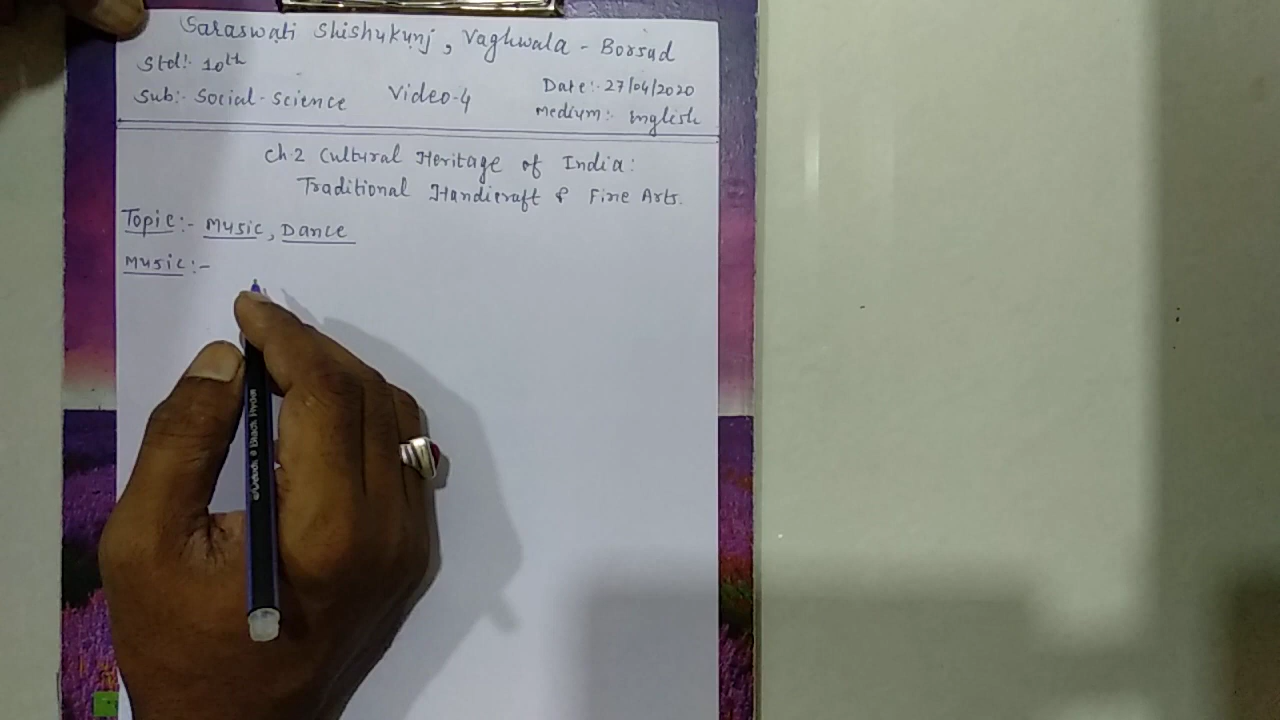 Saraswati Shishukunj, Vaghwala - Borsad
Std:- 10th
Date:- 27/04/2020
Sub:- Social-Science Video-4
Medium:- English
Ch 2 Cultural Heritage of India:
Traditional Handicraft & Fine Arts.
Topic:- Music, Dance
Music:-